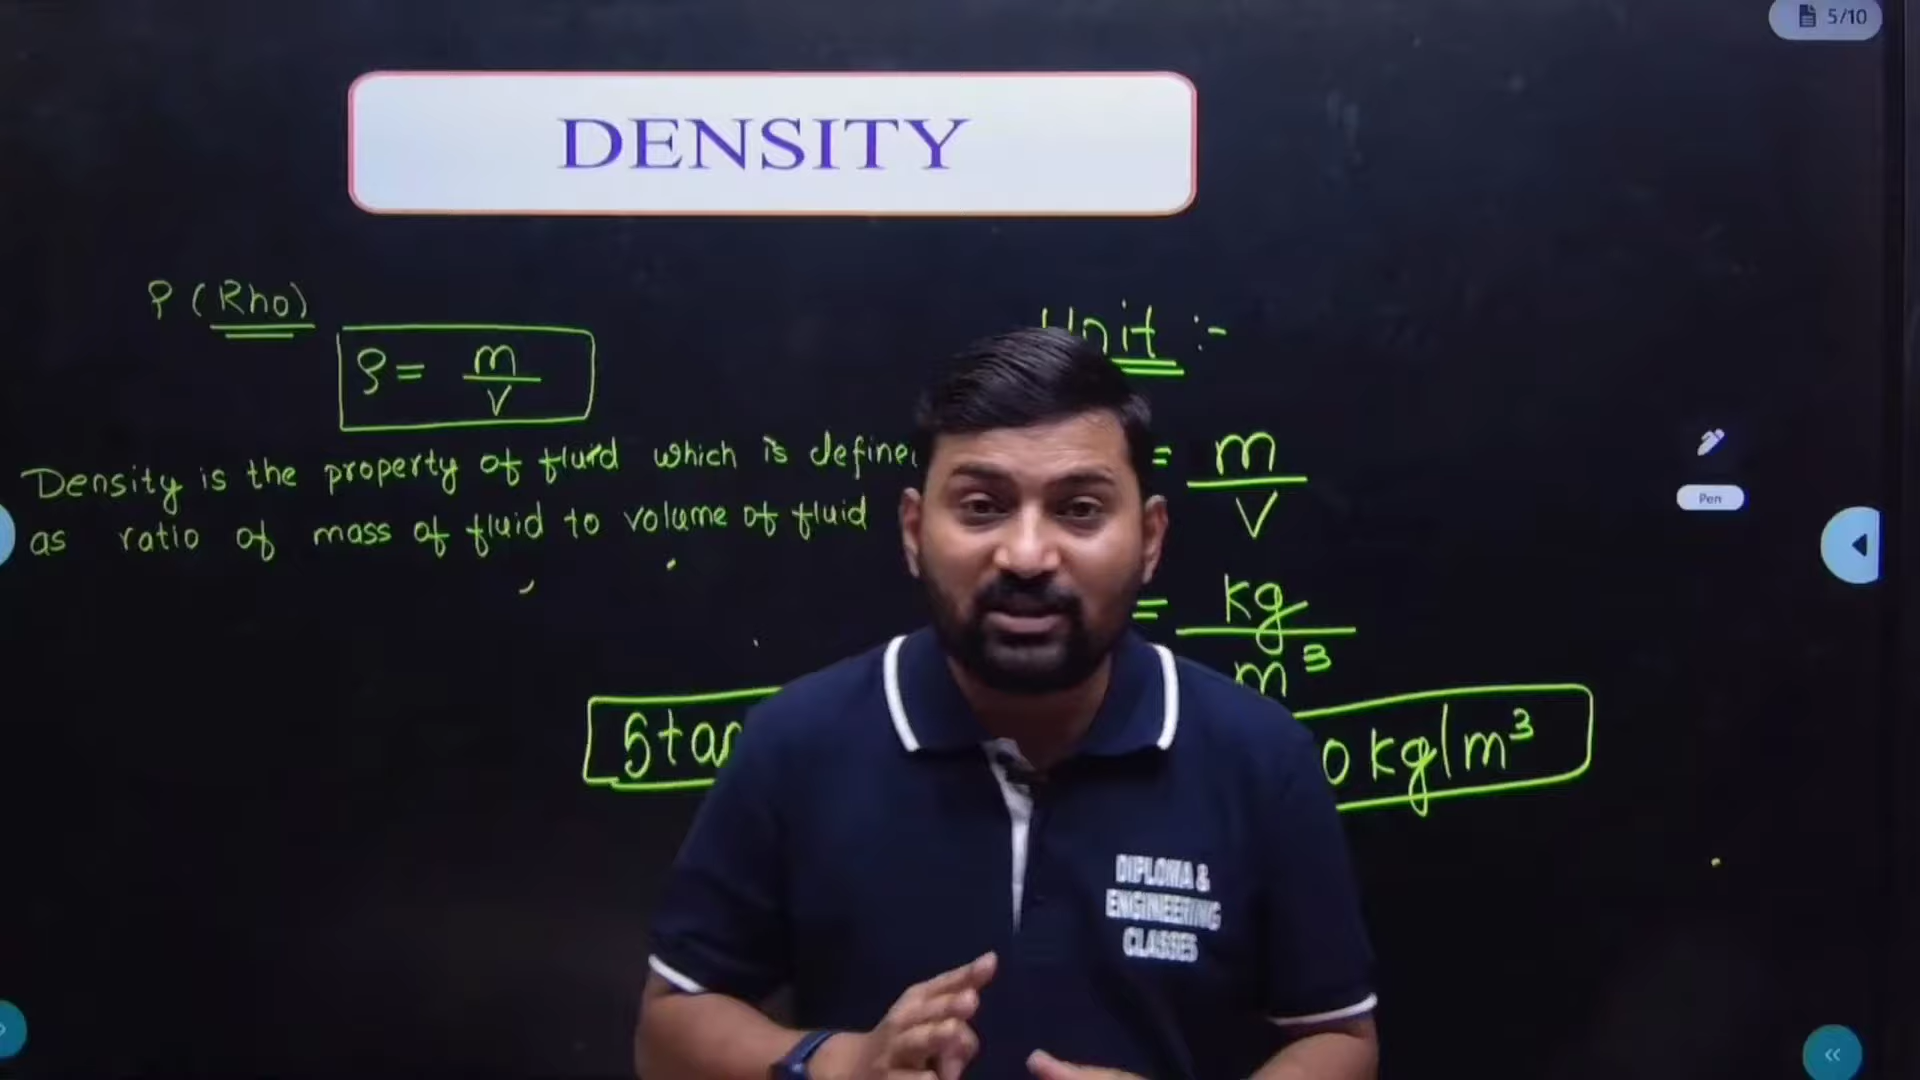 5/10
DENSITY
ρ (Rho)
ρ = m/V
Density is the property of fluid which is define
as ratio of mass of fluid to volume of fluid
Unit :-
= m/V
= kg/m³
Stan
0 kg/m³
Pen
DIPLOMA &
ENGINEERING
CLASSES